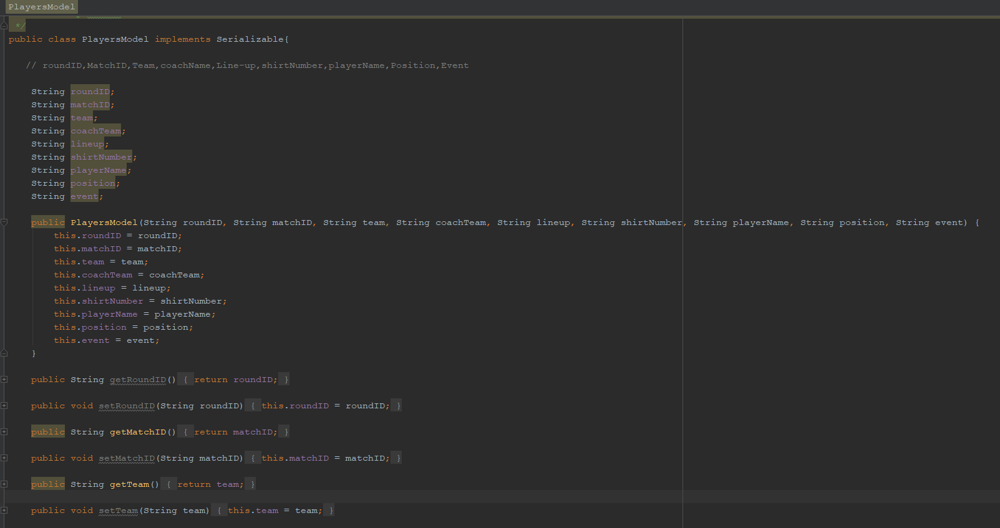 PlayersModel
*/
public class PlayersModel implements Serializable{
// roundID,MatchID,Team,coachName,Line-up,shirtNumber,playerName,Position,Event
String roundID;
String matchID;
String team;
String coachTeam;
String lineup;
String shirtNumber;
String playerName;
String position;
String event;
public PlayersModel(String roundID, String matchID, String team, String coachTeam, String lineup, String shirtNumber, String playerName, String position, String event) {
this.roundID = roundID;
this.matchID = matchID;
this.team = team;
this.coachTeam = coachTeam;
this.lineup = lineup;
this.shirtNumber = shirtNumber;
this.playerName = playerName;
this.position = position;
this.event = event;
}
public String getRoundID() { return roundID; }
public void setRoundID(String roundID) { this.roundID = roundID; }
public String getMatchID() { return matchID; }
public void setMatchID(String matchID) { this.matchID = matchID; }
public String getTeam() { return team; }
public void setTeam(String team) { this.team = team; }